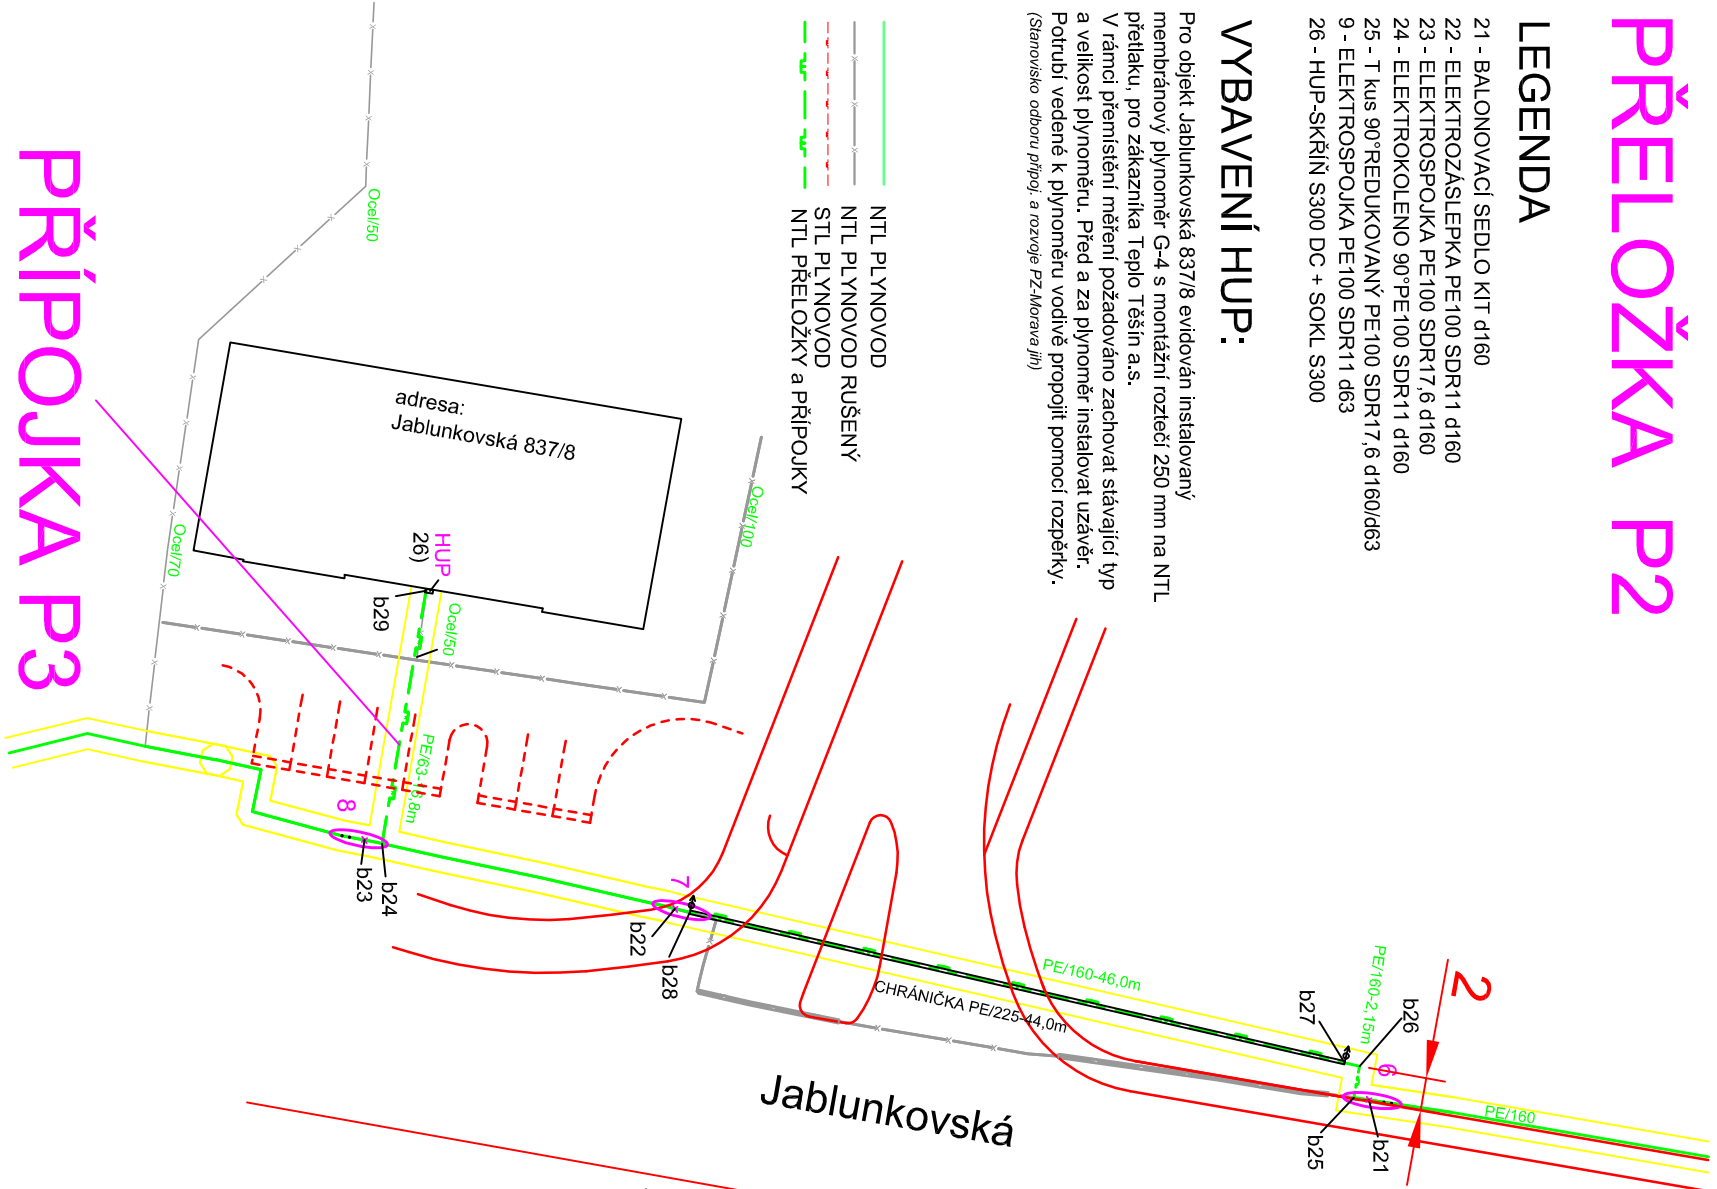 PŘELOŽKA P2
LEGENDA
21 - BALONOVACÍ SEDLO KIT d160
22 - ELEKTROZÁSLEPKA PE100 SDR11 d160
23 - ELEKTROSPOJKA PE100 SDR17,6 d160
24 - ELEKTROKOLENO 90°PE100 SDR11 d160
25 - T kus 90°REDUKOVANÝ PE100 SDR17,6 d160/d63
9 - ELEKTROSPOJKA PE100 SDR11 d63
26 - HUP-SKŘÍŇ S300 DC + SOKL S300
VYBAVENÍ HUP:
Pro objekt Jablunkovská 837/8 evidován instalovaný
membránový plynoměr G-4 s montážní roztečí 250 mm na NTL
přetlaku, pro zákazníka Teplo Těšín a.s.
V rámci přemístění měření požadováno zachovat stávající typ
a velikost plynoměru. Před a za plynoměr instalovat uzávěr.
Potrubí vedené k plynoměru vodivě propojit pomocí rozpěrky.
(Stanovisko odboru připoj. a rozvoje PZ-Morava jih)
NTL PLYNOVOD
NTL PLYNOVOD RUŠENÝ
STL PLYNOVOD
NTL PŘELOŽKY a PŘÍPOJKY
PŘÍPOJKA P3
adresa:
Jablunkovská 837/8
Ocel/50
Ocel/70
Ocel/100
Ocel/50
HUP
26)
b29
PE/63-15,8m
8
b23
b24
7
b22
b28
PE/160-46,0m
CHRÁNIČKA PE/225-44,0m
PE/160-2,15m
b27
b26
2
6
PE/160
b25
b21
Jablunkovská